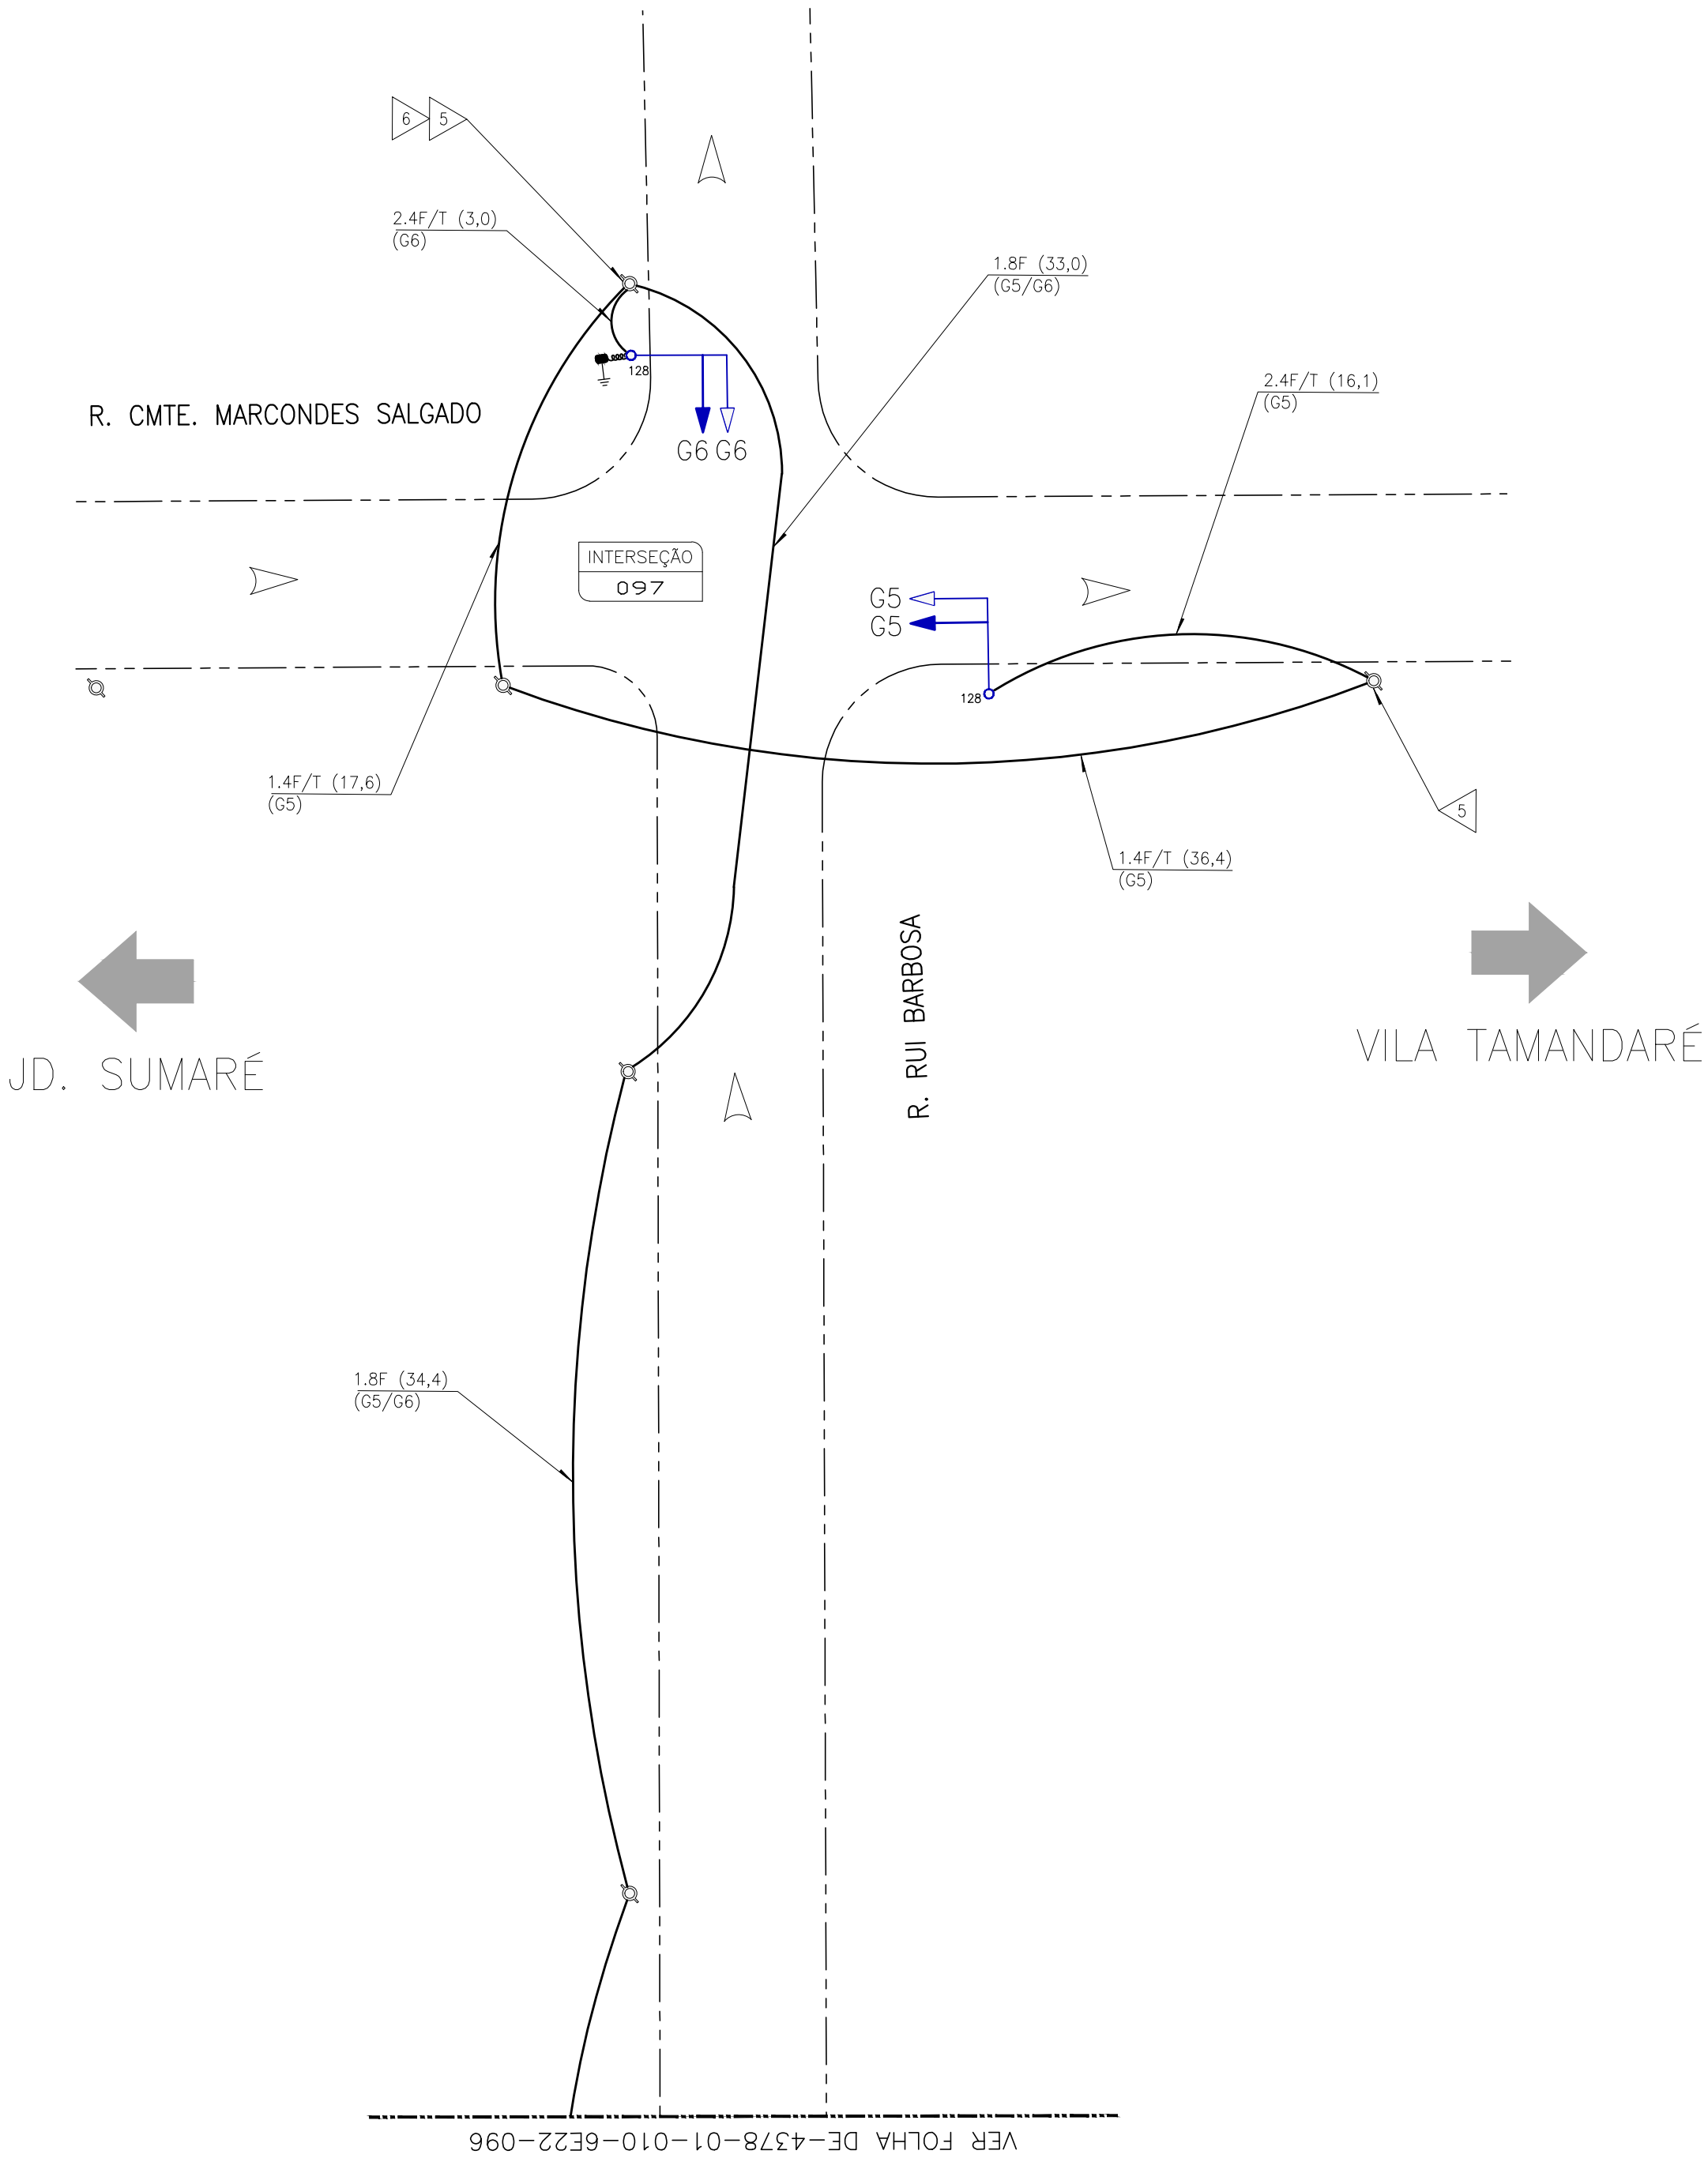 6 5
2.4F/T (3,0)
(G6)
1.8F (33,0)
(G5/G6)
128
2.4F/T (16,1)
(G5)
R. CMTE. MARCONDES SALGADO
G6 G6
INTERSEÇÃO
097
G5
G5
128
1.4F/T (17,6)
(G5)
5
1.4F/T (36,4)
(G5)
R. RUI BARBOSA
JD. SUMARÉ
VILA TAMANDARÉ
1.8F (34,4)
(G5/G6)
VER FOLHA DE-4378-01-010-6E22-096